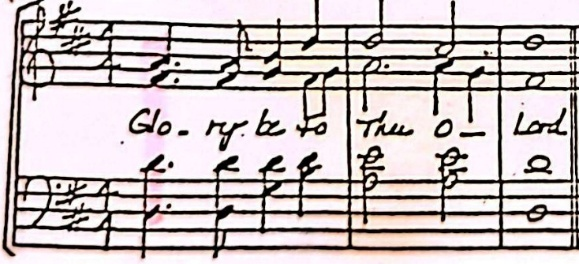 Glo - ry be to Thee O — Lord